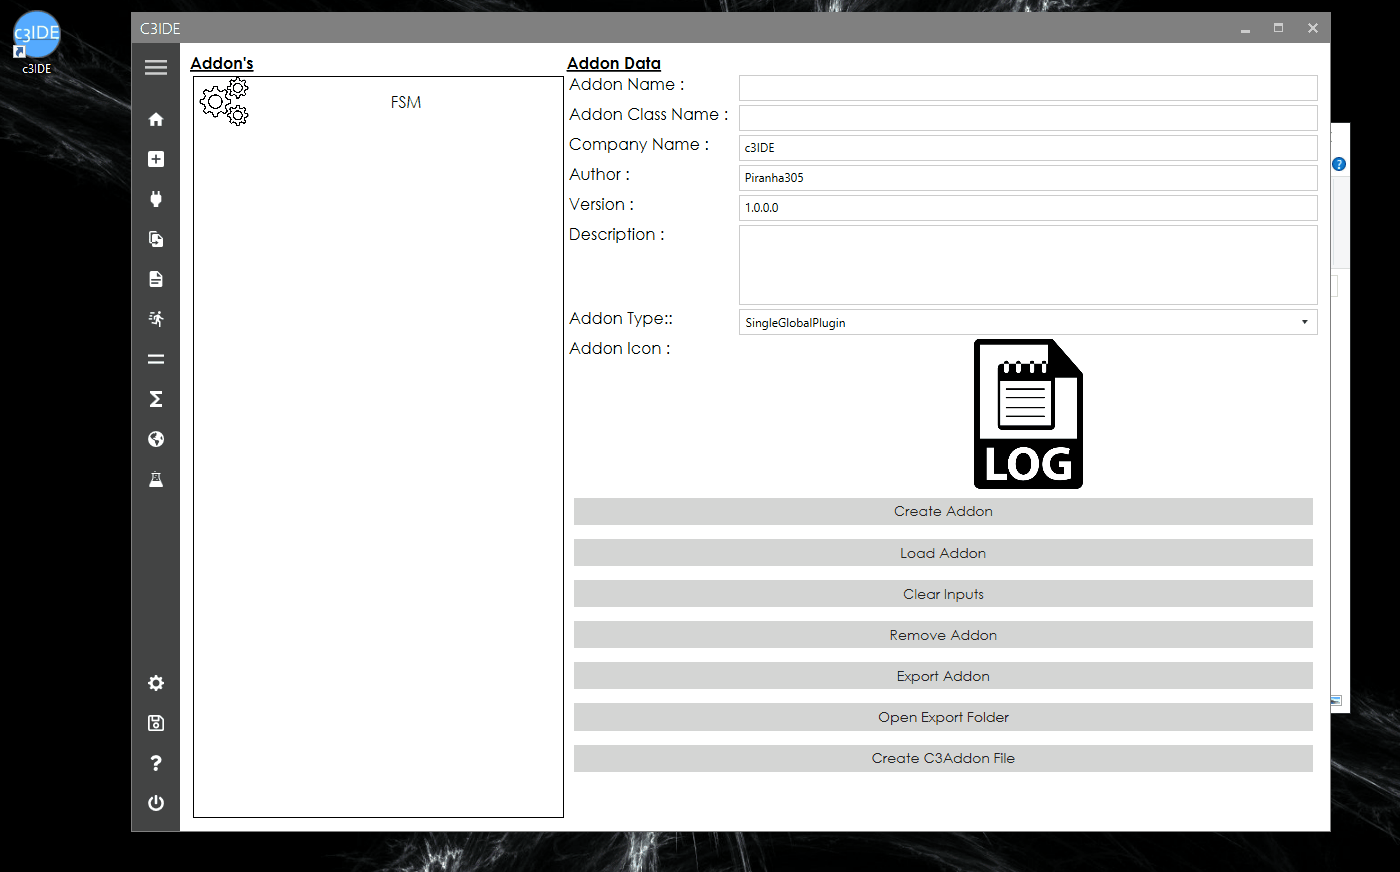 c3IDE
c3IDE
C3IDE
Addon's
FSM
Addon Data
Addon Name :
Addon Class Name :
Company Name : c3IDE
Author : Piranha305
Version : 1.0.0.0
Description :
Addon Type:: SingleGlobalPlugin
Addon Icon :
LOG
Create Addon
Load Addon
Clear Inputs
Remove Addon
Export Addon
Open Export Folder
Create C3Addon File